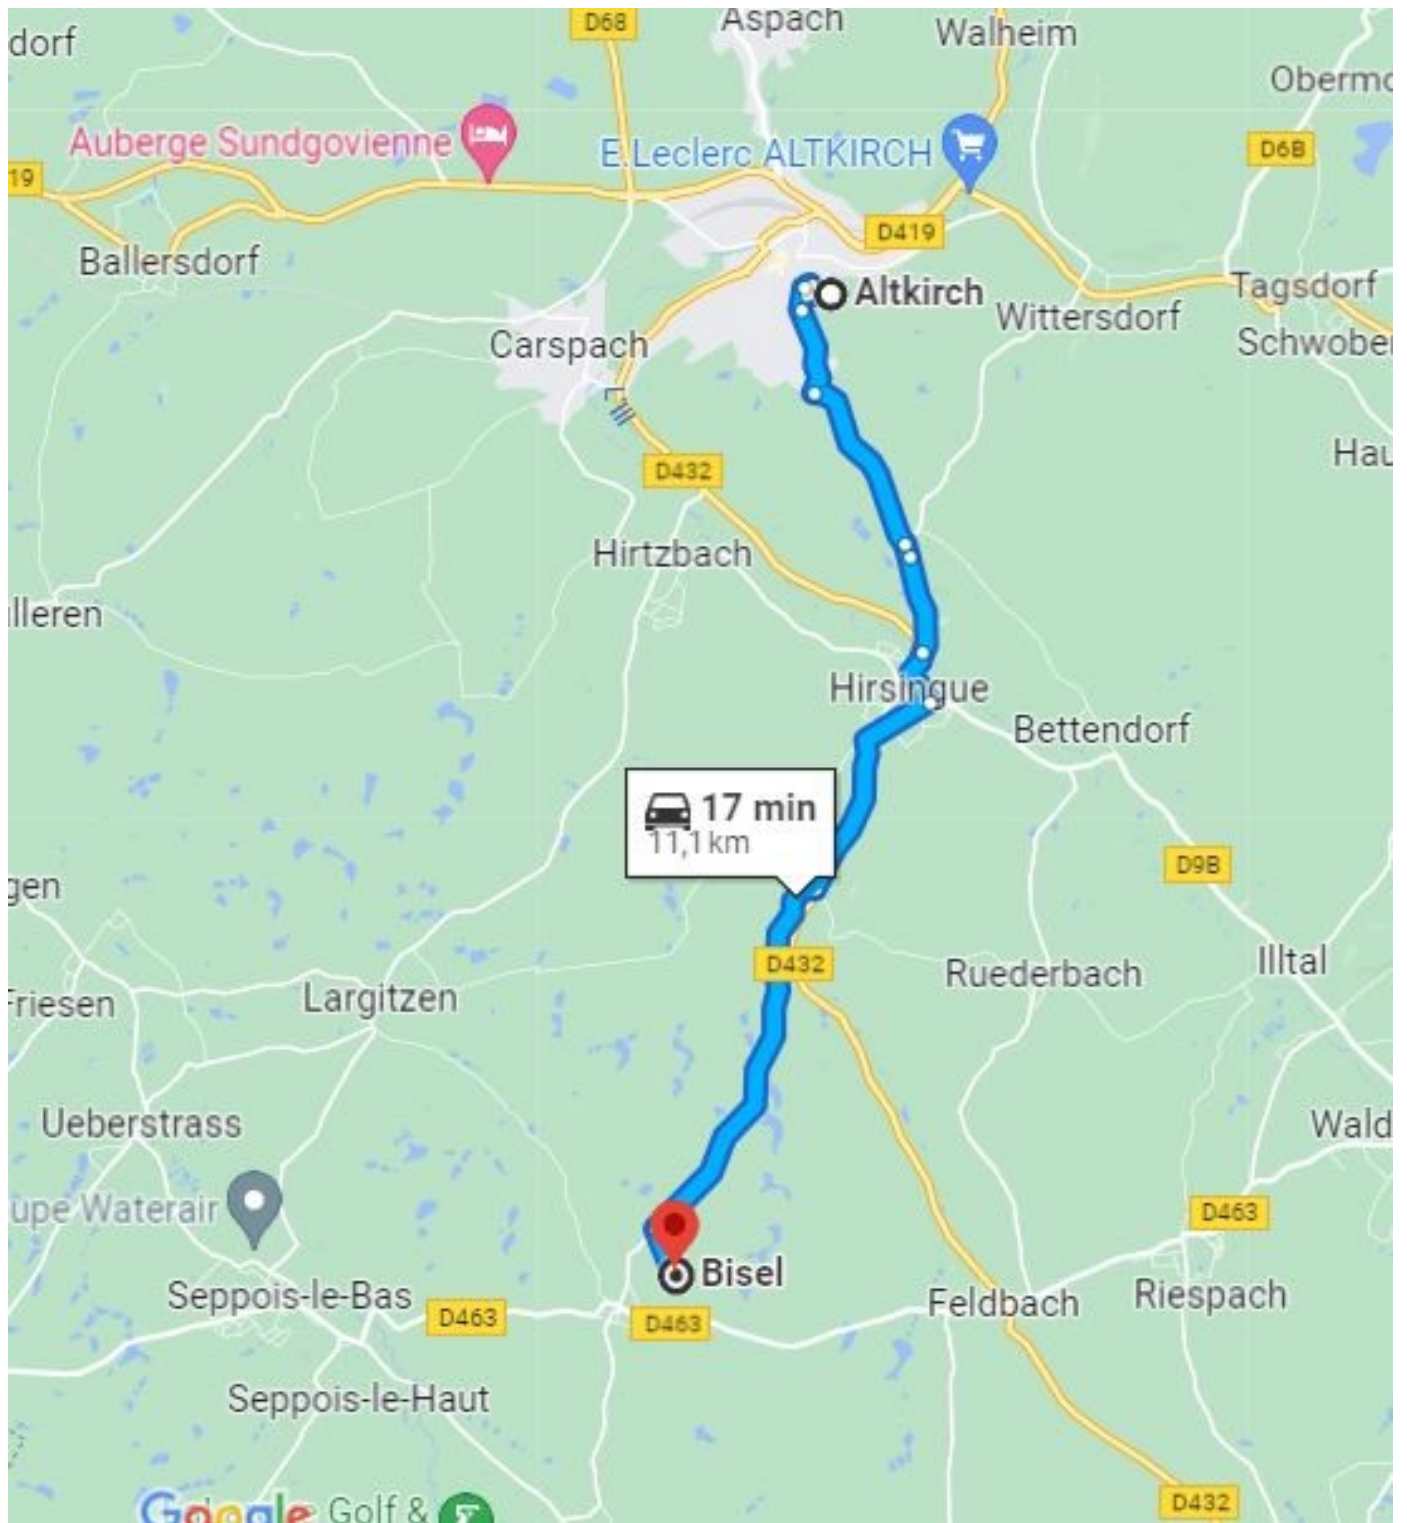 D68
Aspach
Walheim
dorf
Obermo
Auberge Sundgovienne
E.Leclerc ALTKIRCH
D6B
19
D419
Ballersdorf
Altkirch
Tagsdorf
Wittersdorf
Schwobe
Carspach
Hau
D432
Hirtzbach
lleren
Hirsingue
Bettendorf
17 min
11,1 km
D9B
gen
D432
Illtal
Ruederbach
Friesen
Largitzen
Ueberstrass
Wald
upe Waterair
D463
Bisel
Seppois-le-Bas
Feldbach
Riespach
D463
D463
Seppois-le-Haut
D432
Google
Golf &